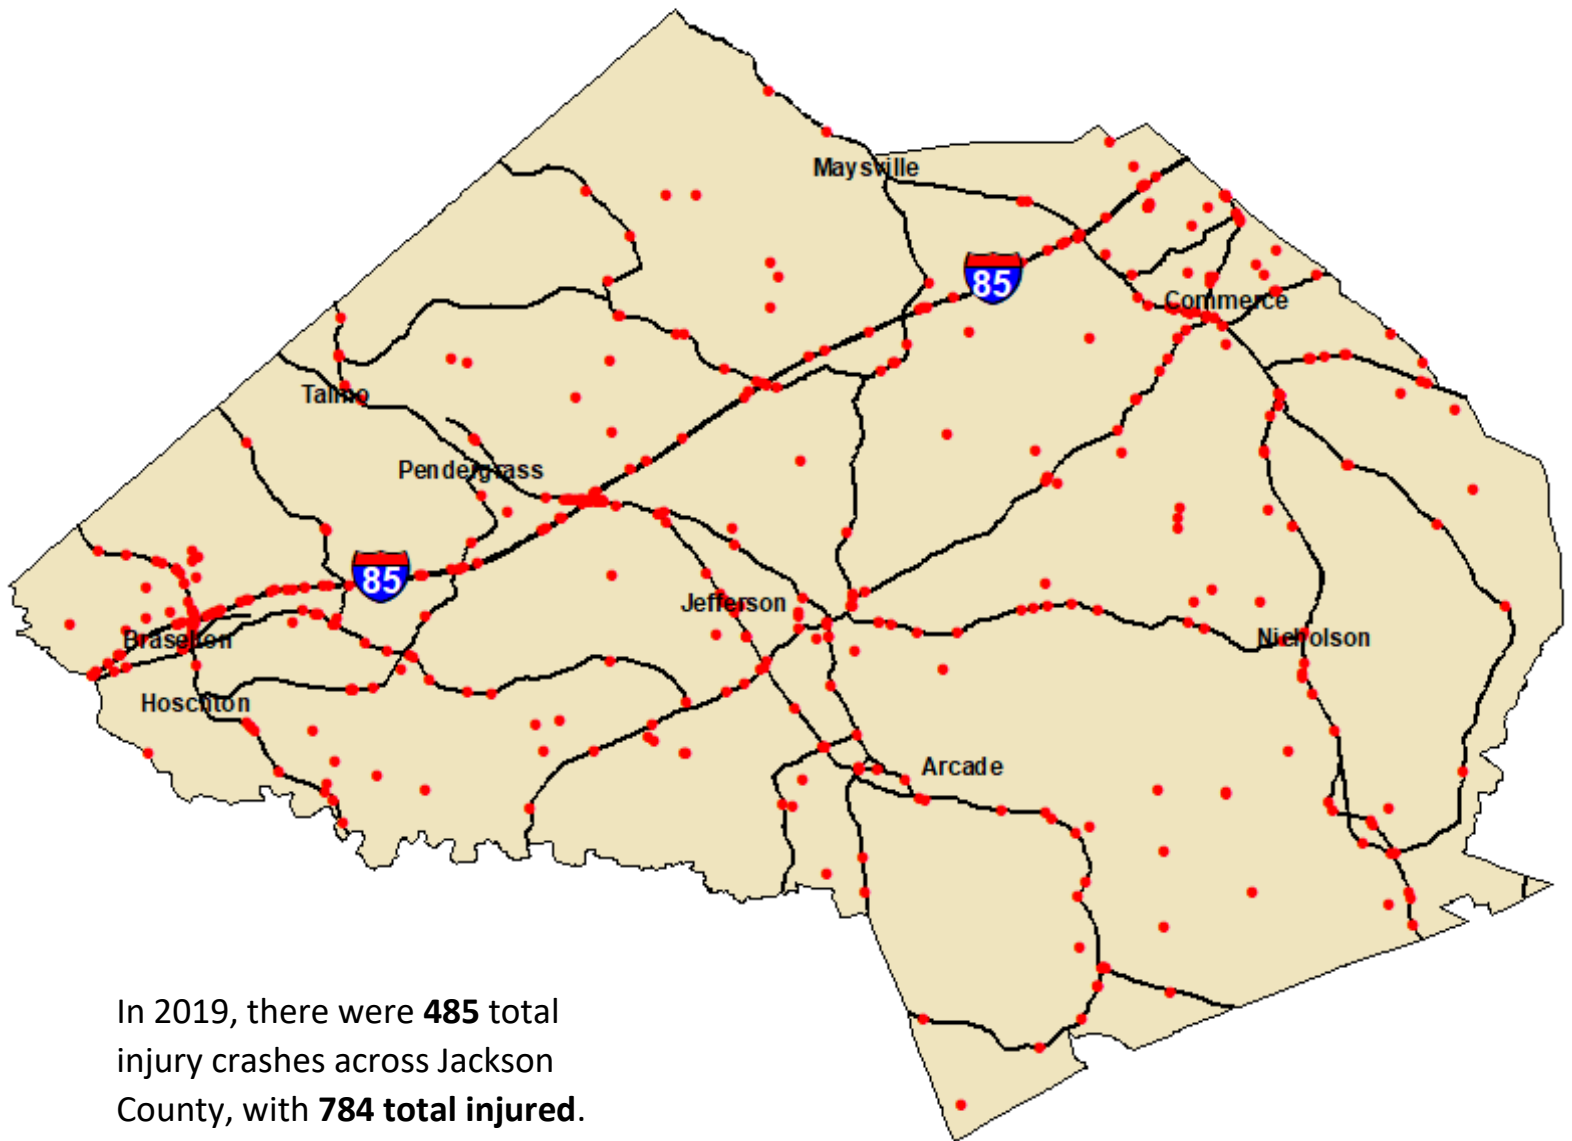 Maysville
85
Commerce
Talmo
Pendergrass
85
Jefferson
Braselton
Nicholson
Hoschton
Arcade
In 2019, there were 485 total
injury crashes across Jackson
County, with 784 total injured.